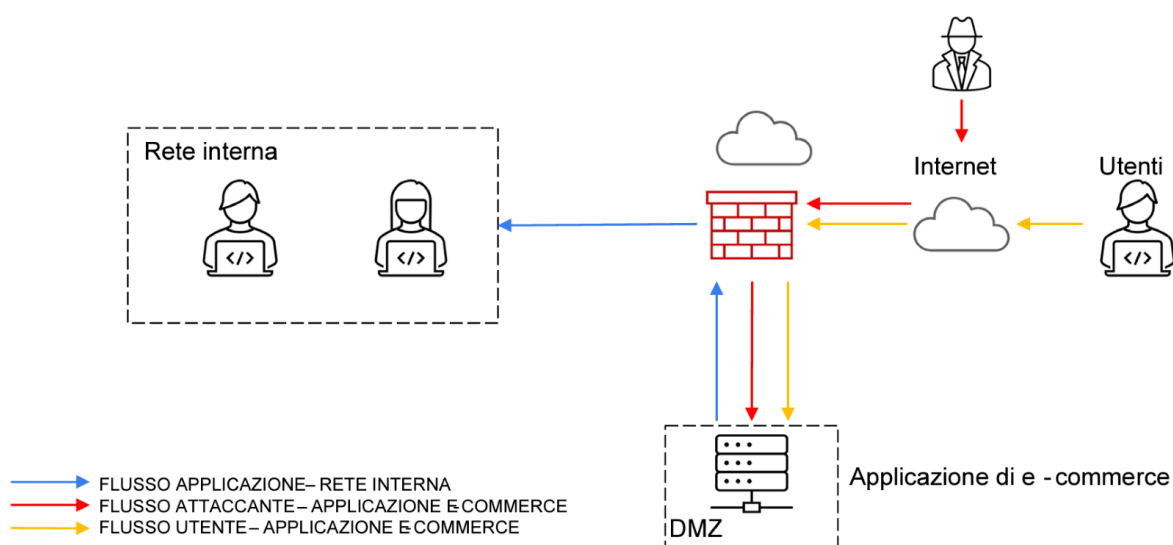 Rete interna
Internet
Utenti
</>
</>
</>
Applicazione di e - commerce
DMZ
FLUSSO APPLICAZIONE– RETE INTERNA
FLUSSO ATTACCANTE – APPLICAZIONE E-COMMERCE
FLUSSO UTENTE – APPLICAZIONE E-COMMERCE